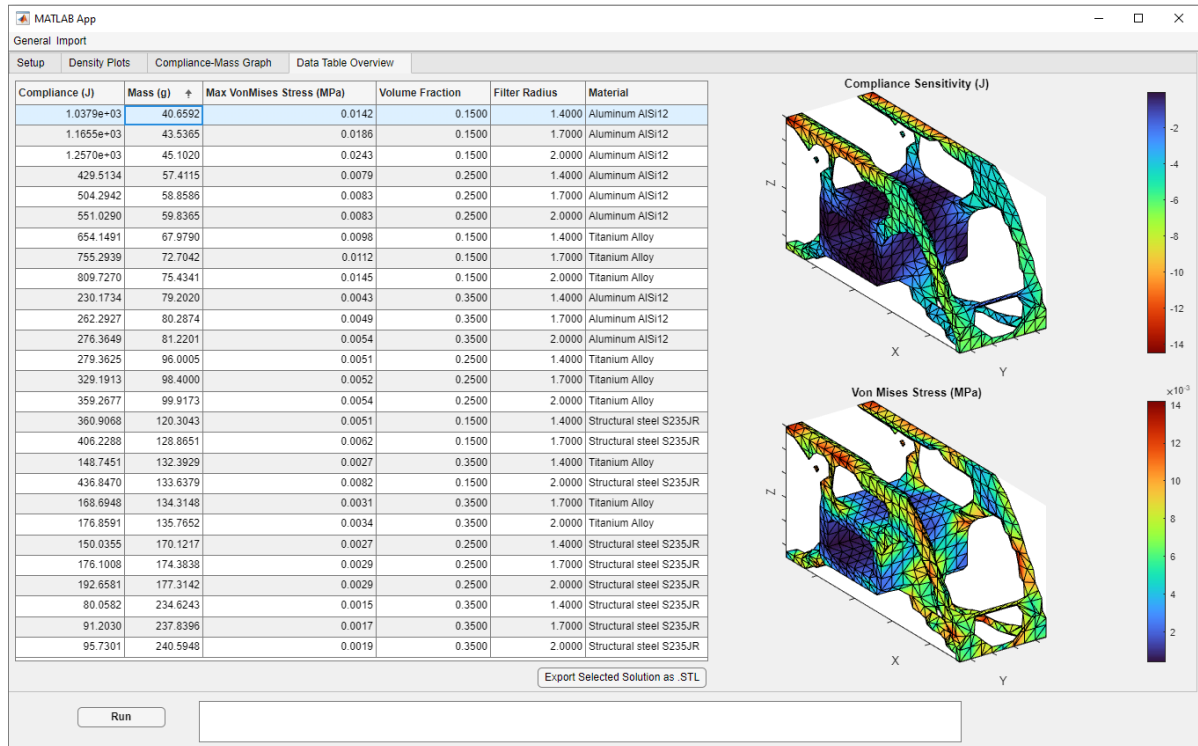 MATLAB App
General Import
Setup Density Plots Compliance-Mass Graph Data Table Overview
Compliance (J) Mass (g) Max VonMises Stress (MPa) Volume Fraction Filter Radius Material
1.0379e+03 40.6592 0.0142 0.1500 1.4000 Aluminum AlSi12
1.1655e+03 43.5365 0.0186 0.1500 1.7000 Aluminum AlSi12
1.2570e+03 45.1020 0.0243 0.1500 2.0000 Aluminum AlSi12
429.5134 57.4115 0.0079 0.2500 1.4000 Aluminum AlSi12
504.2942 58.8586 0.0083 0.2500 1.7000 Aluminum AlSi12
551.0290 59.8365 0.0083 0.2500 2.0000 Aluminum AlSi12
654.1491 67.9790 0.0098 0.1500 1.4000 Titanium Alloy
755.2939 72.7042 0.0112 0.1500 1.7000 Titanium Alloy
809.7270 75.4341 0.0145 0.1500 2.0000 Titanium Alloy
230.1734 79.2020 0.0043 0.3500 1.4000 Aluminum AlSi12
262.2927 80.2874 0.0049 0.3500 1.7000 Aluminum AlSi12
276.3649 81.2201 0.0054 0.3500 2.0000 Aluminum AlSi12
279.3625 96.0005 0.0051 0.2500 1.4000 Titanium Alloy
329.1913 98.4000 0.0052 0.2500 1.7000 Titanium Alloy
359.2677 99.9173 0.0054 0.2500 2.0000 Titanium Alloy
360.9068 120.3043 0.0051 0.1500 1.4000 Structural steel S235JR
406.2288 128.8651 0.0062 0.1500 1.7000 Structural steel S235JR
148.7451 132.3929 0.0027 0.3500 1.4000 Titanium Alloy
436.8470 133.6379 0.0082 0.1500 2.0000 Structural steel S235JR
168.6948 134.3148 0.0031 0.3500 1.7000 Titanium Alloy
176.8591 135.7652 0.0034 0.3500 2.0000 Titanium Alloy
150.0355 170.1217 0.0027 0.2500 1.4000 Structural steel S235JR
176.1008 174.3838 0.0029 0.2500 1.7000 Structural steel S235JR
192.6581 177.3142 0.0029 0.2500 2.0000 Structural steel S235JR
80.0582 234.6243 0.0015 0.3500 1.4000 Structural steel S235JR
91.2030 237.8396 0.0017 0.3500 1.7000 Structural steel S235JR
95.7301 240.5948 0.0019 0.3500 2.0000 Structural steel S235JR
Export Selected Solution as .STL
Run
Compliance Sensitivity (J)
Z
X
Y
-2
-4
-6
-8
-10
-12
-14
Von Mises Stress (MPa)
×10⁻³
Z
X
Y
14
12
10
8
6
4
2